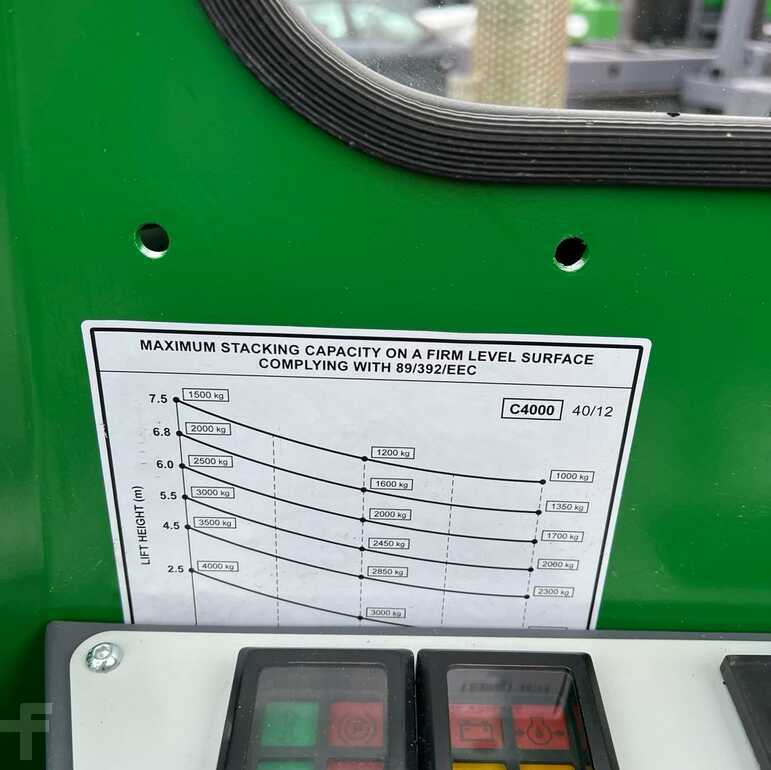 MAXIMUM STACKING CAPACITY ON A FIRM LEVEL SURFACE
COMPLYING WITH 89/392/EEC
C4000 40/12
LIFT HEIGHT (m)
7.5 1500 kg 1200 kg 1000 kg
6.8 2000 kg 1600 kg 1350 kg
6.0 2500 kg 2000 kg 1700 kg
5.5 3000 kg 2450 kg 2060 kg
4.5 3500 kg 2850 kg 2300 kg
2.5 4000 kg 3000 kg
P